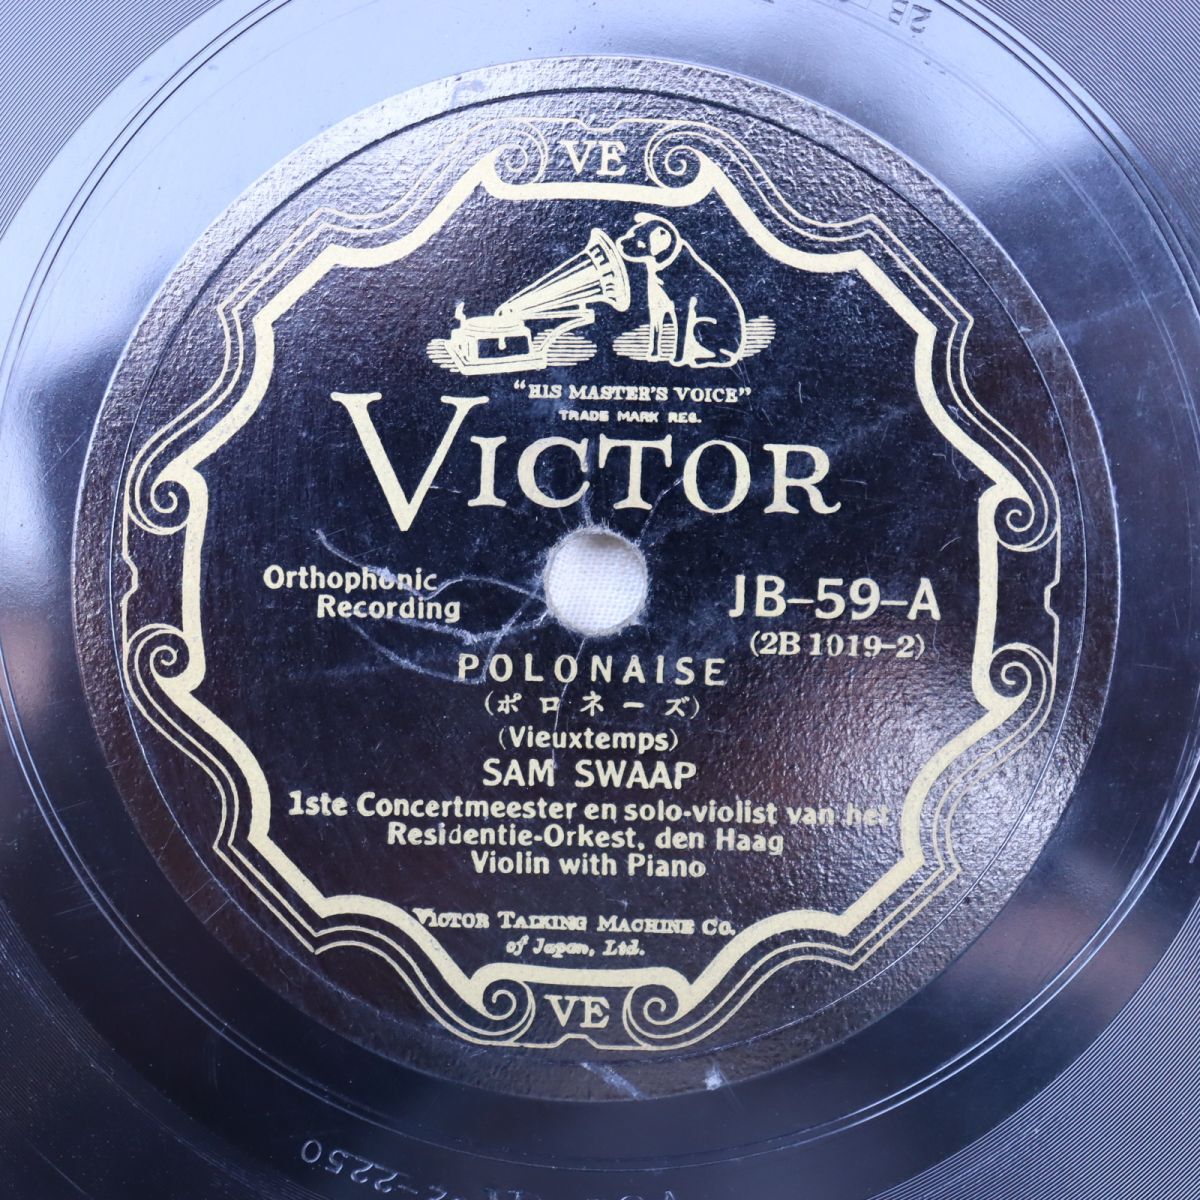 VE
"HIS MASTER'S VOICE"
TRADE MARK REG.
VICTOR
Orthophonic
Recording
JB-59-A
(2B 1019-2)
POLONAISE
(ポロネーズ)
(Vieuxtemps)
SAM SWAAP
1ste Concertmeester en solo-violist van het
Residentie-Orkest, den Haag
Violin with Piano
VICTOR TALKING MACHINE CO.
of Japan, Ltd.
VE
2B
-2250